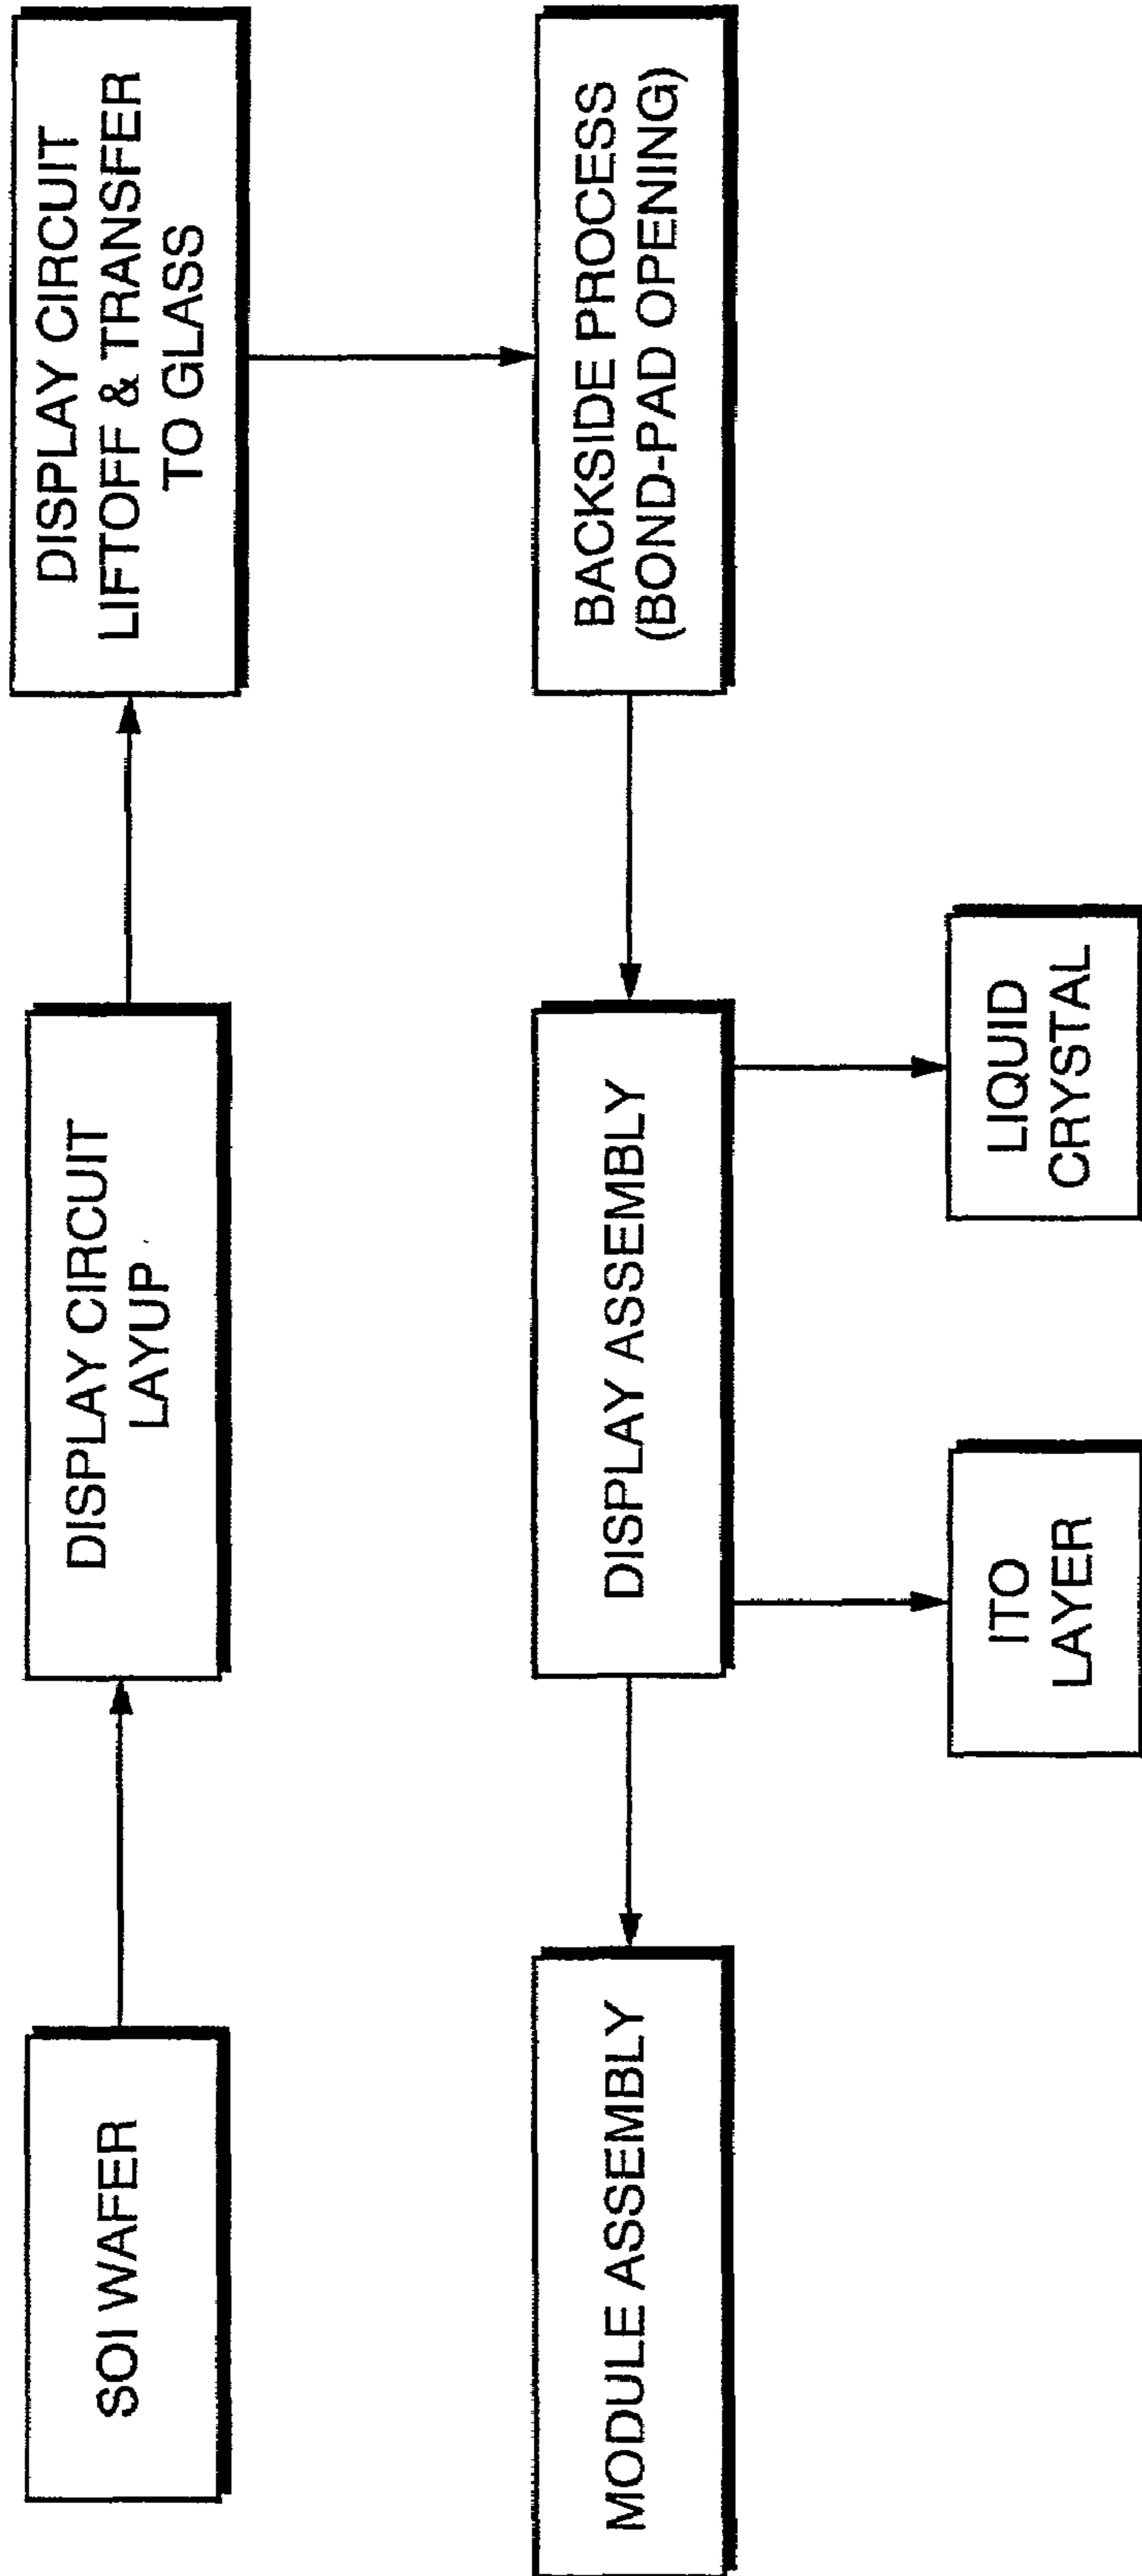 SOI WAFER
DISPLAY CIRCUIT
LAYUP
DISPLAY CIRCUIT
LIFTOFF & TRANSFER
TO GLASS
BACKSIDE PROCESS
(BOND-PAD OPENING)
DISPLAY ASSEMBLY
MODULE ASSEMBLY
ITO
LAYER
LIQUID
CRYSTAL